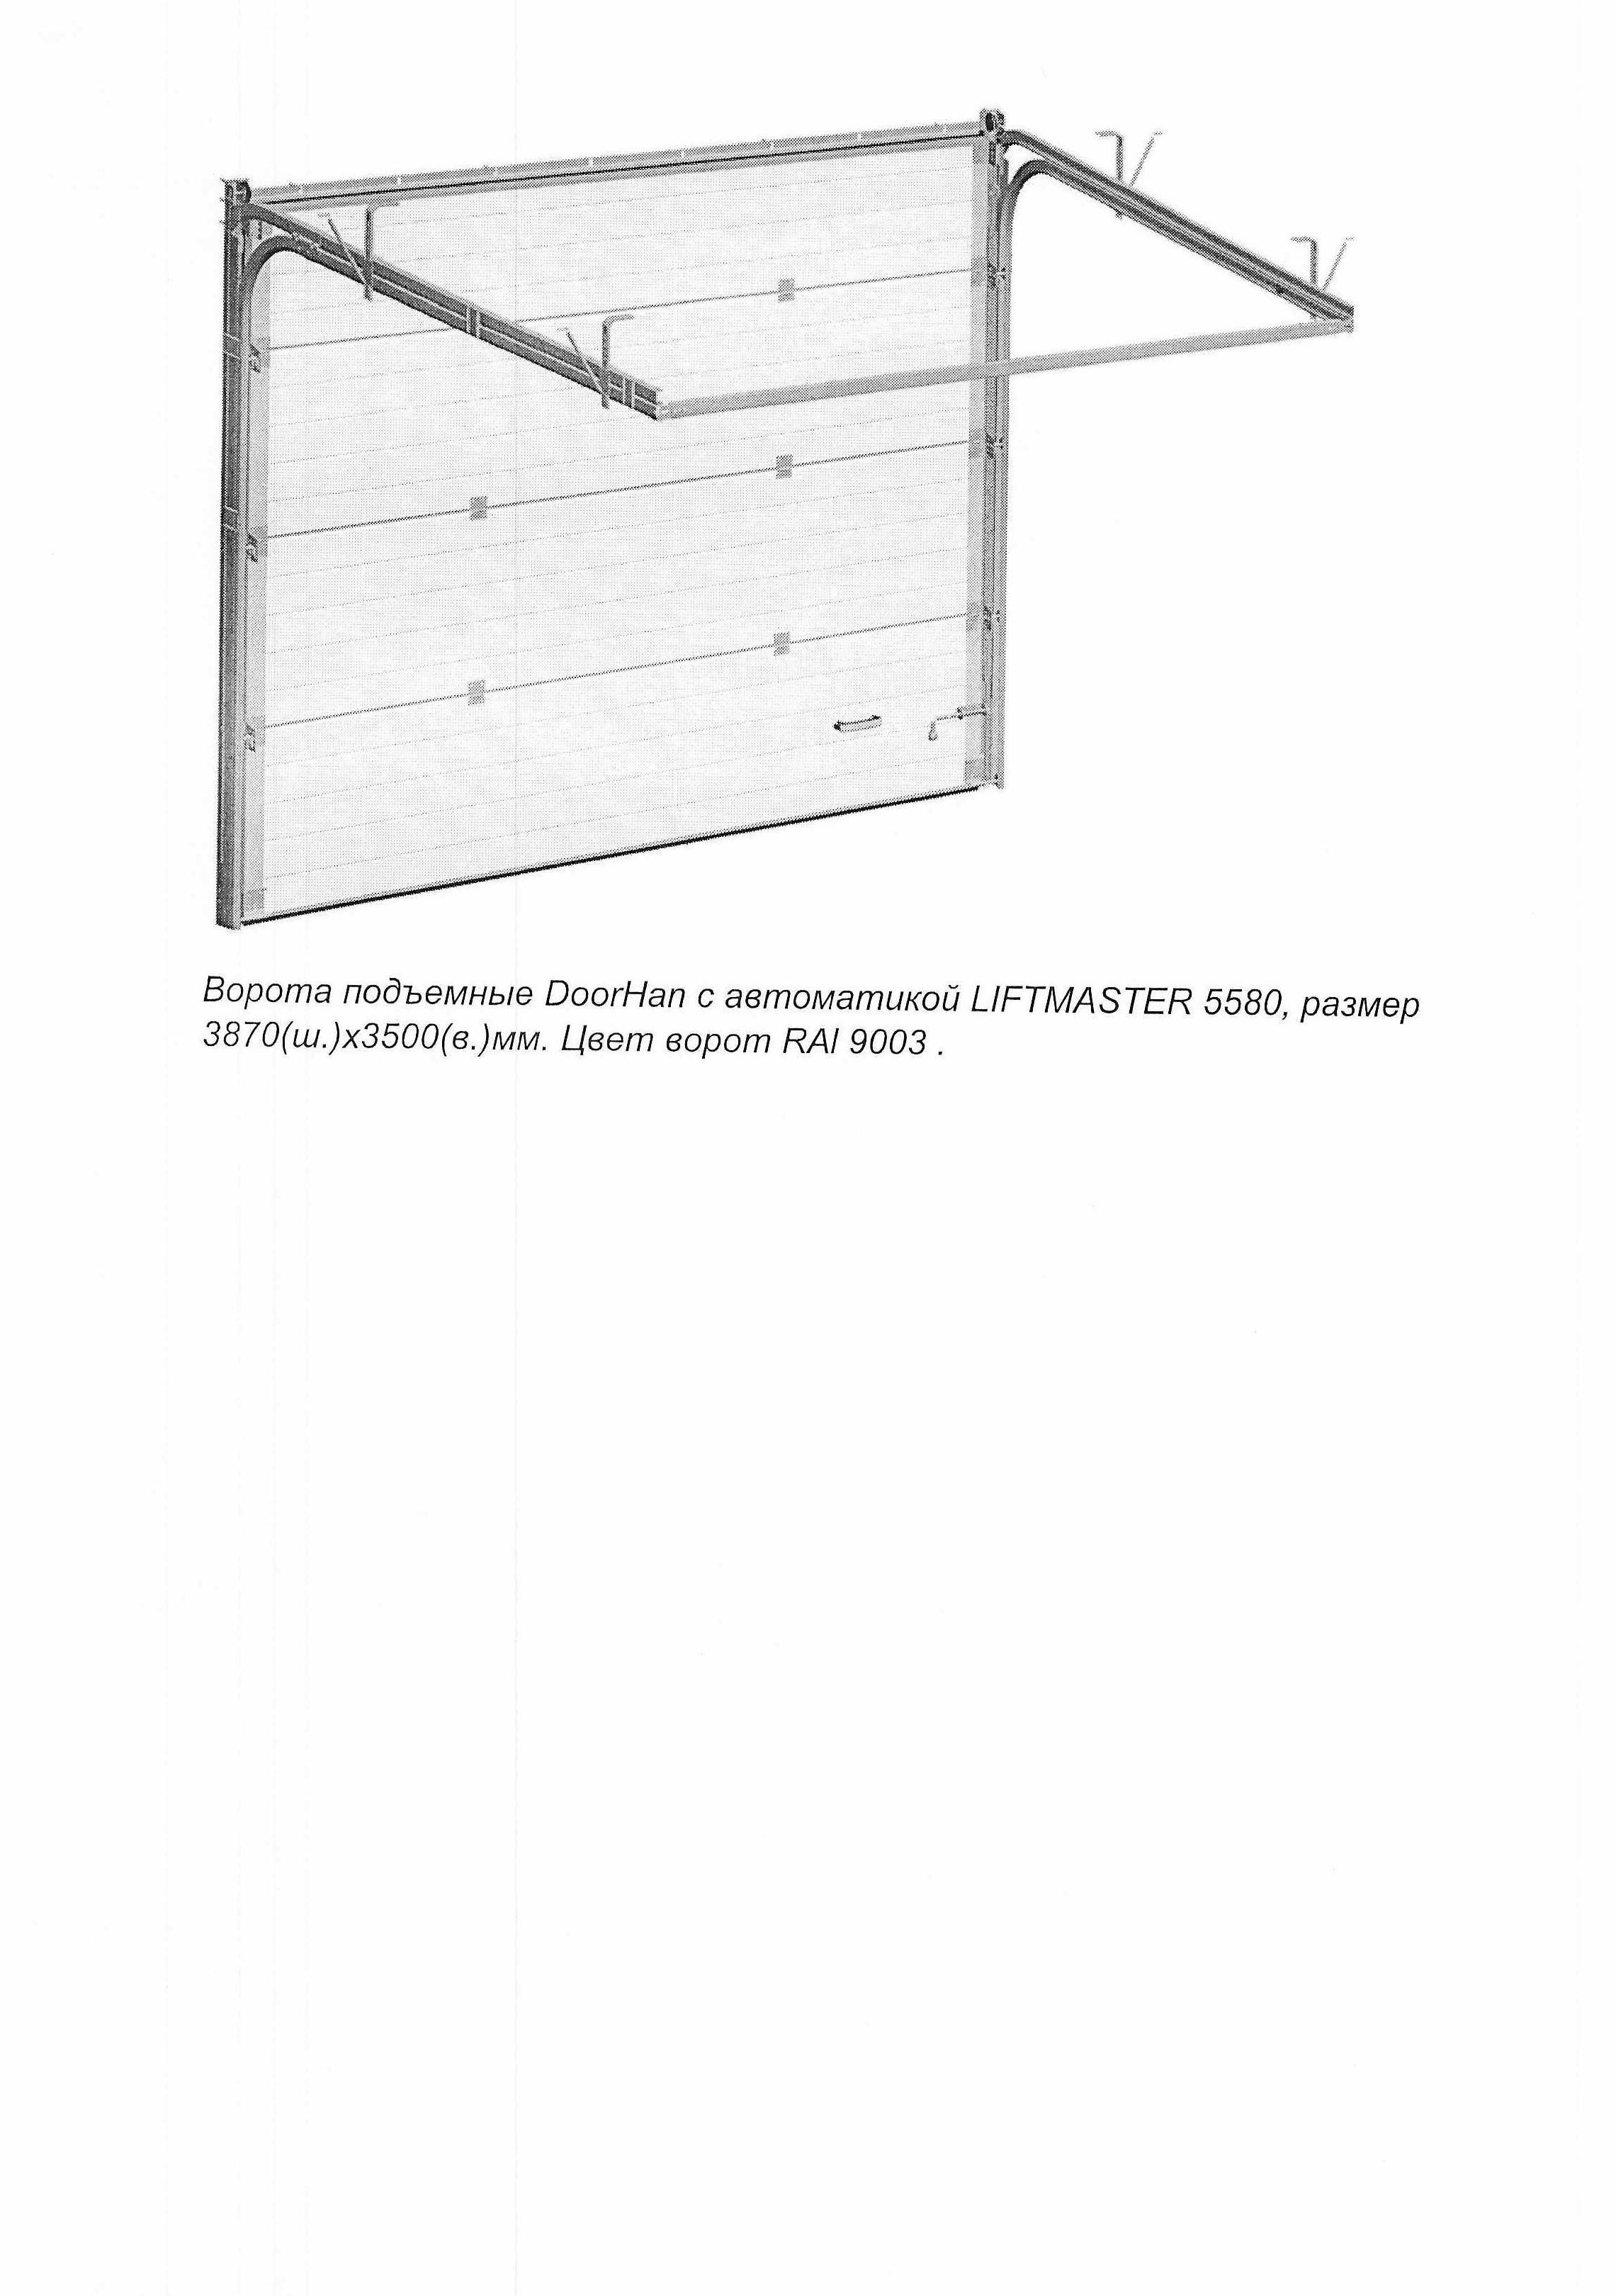 Ворота подъемные DoorHan с автоматикой LIFTMASTER 5580, размер
3870(ш.)х3500(в.)мм. Цвет ворот RAl 9003 .